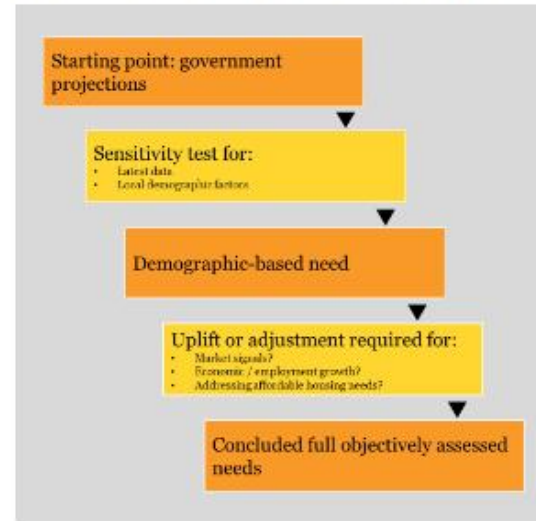 Starting point: government
projections
Sensitivity test for:
• Latest data
• Local demographic factors
Demographic-based need
Uplift or adjustment required for:
• Market signals?
• Economic / employment growth?
• Addressing affordable housing needs?
Concluded full objectively assessed
needs